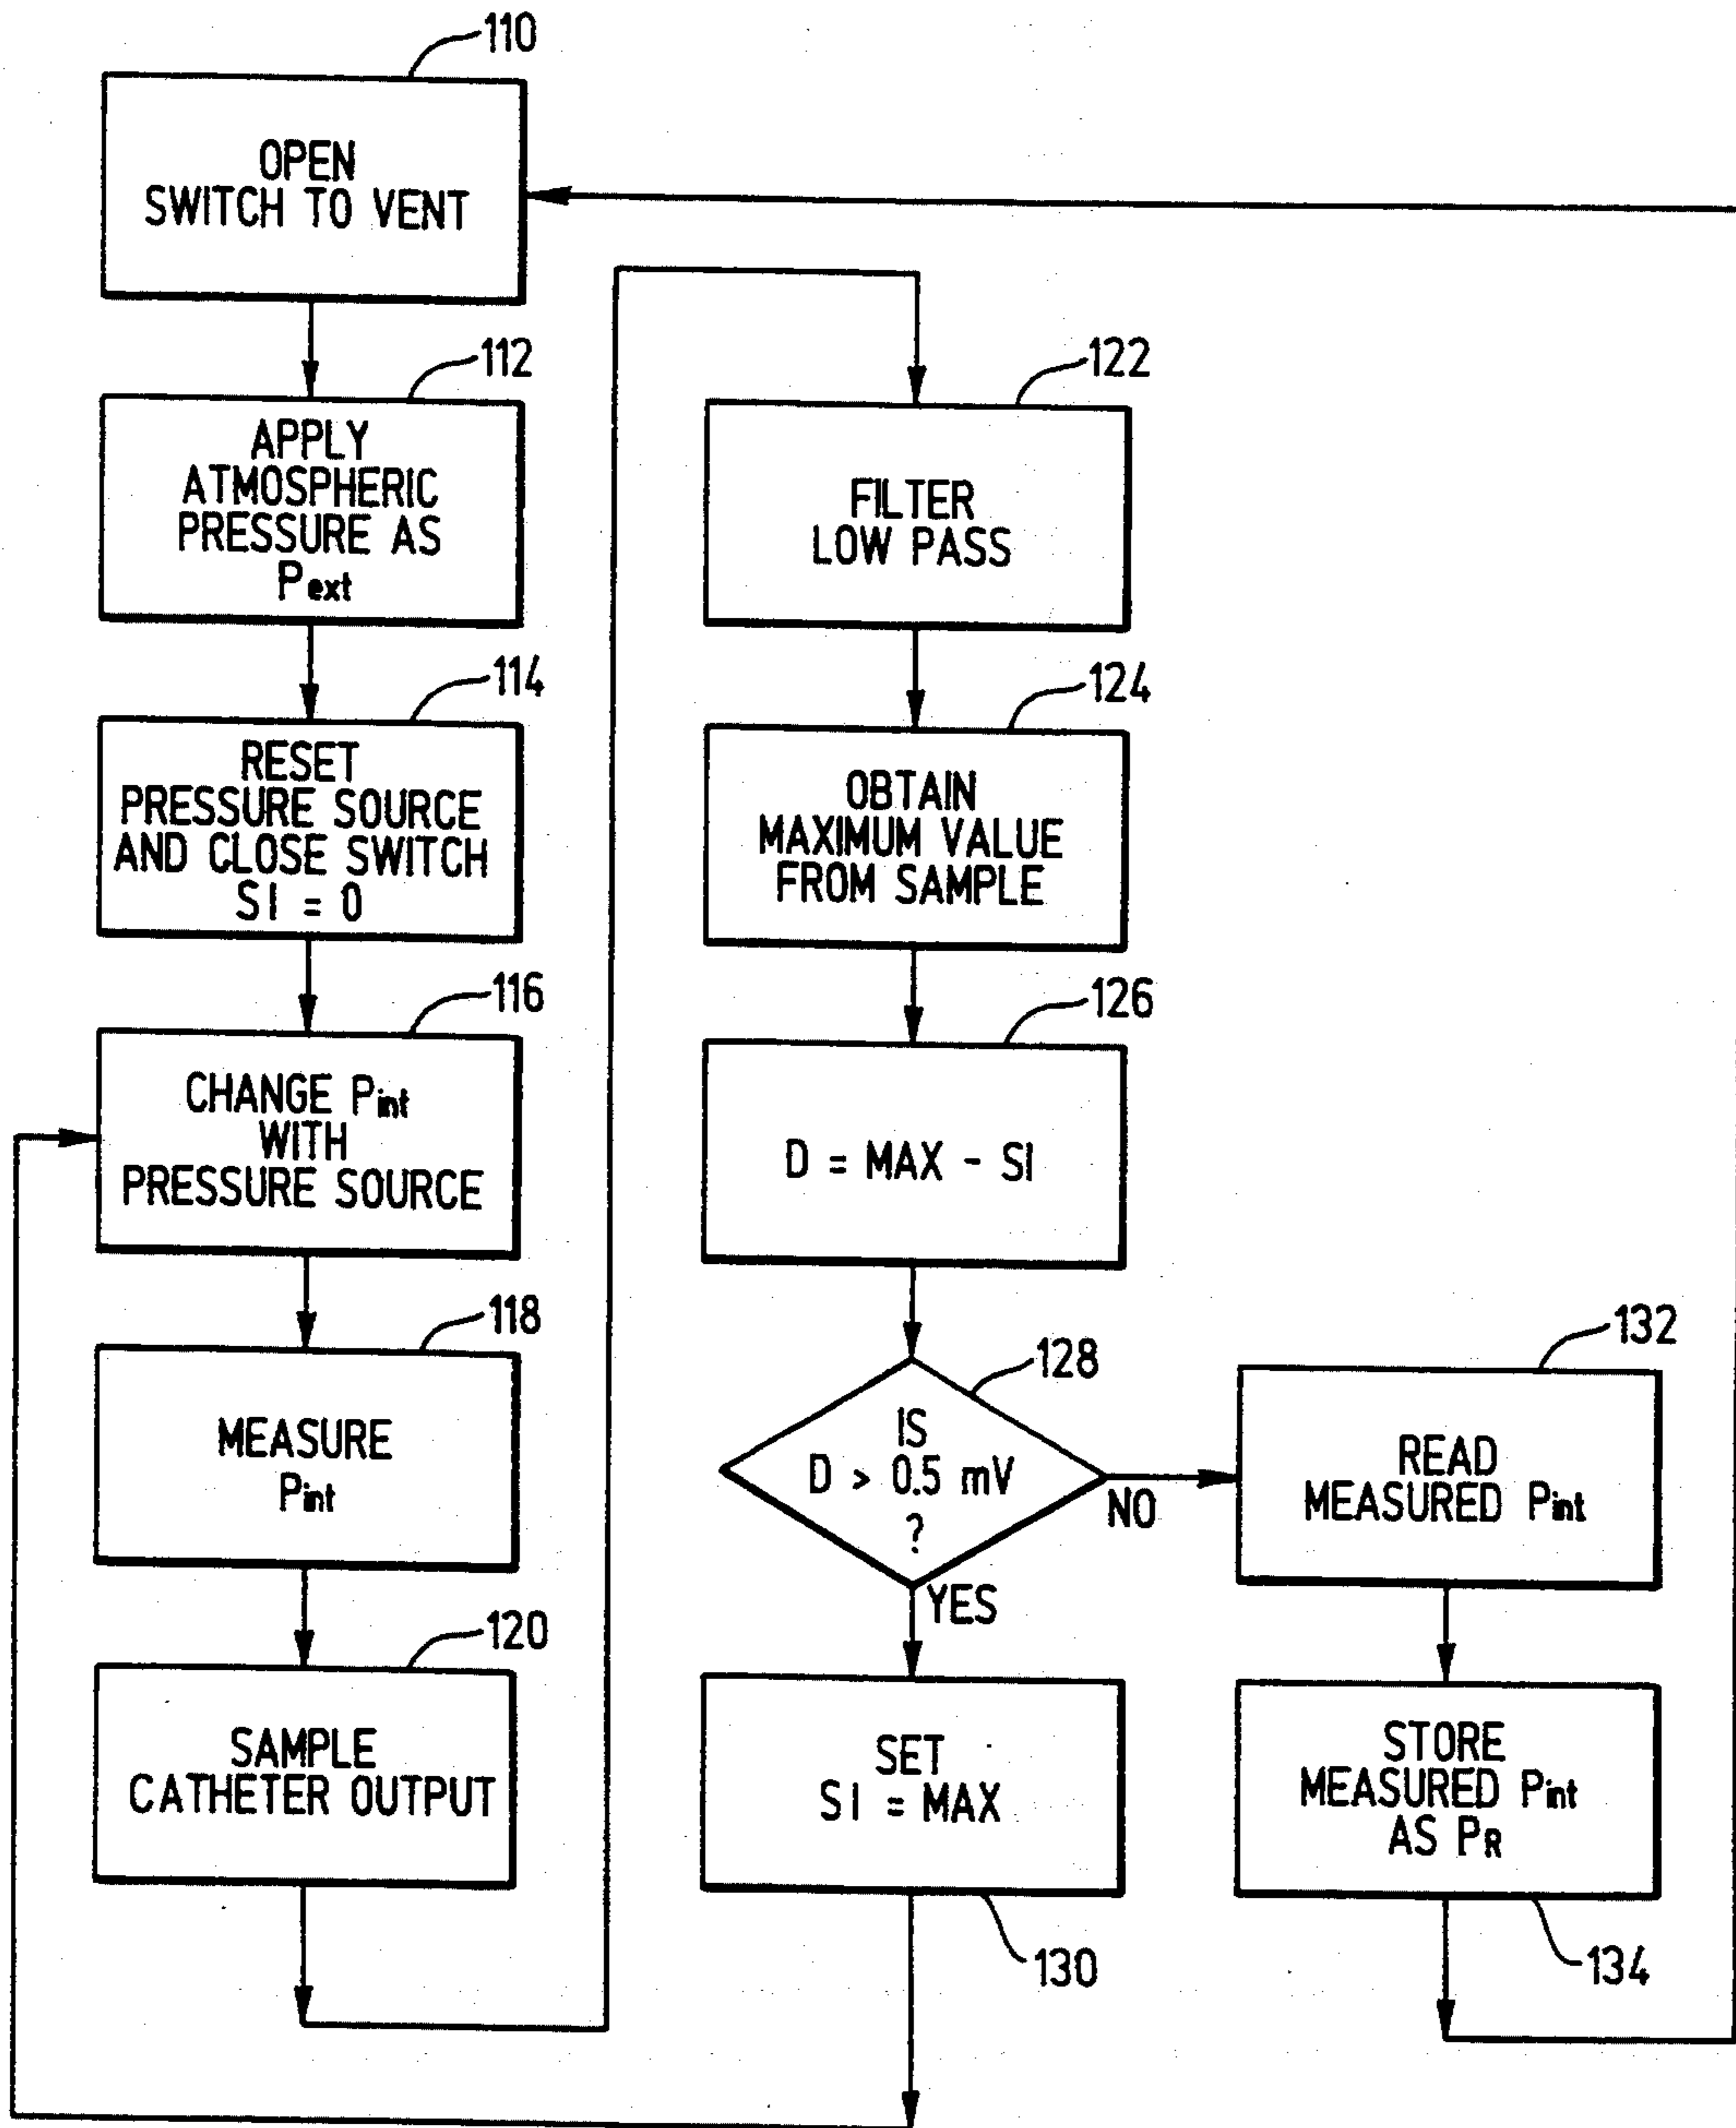 110
OPEN
SWITCH TO VENT
112
APPLY
ATMOSPHERIC
PRESSURE AS
Pext
114
RESET
PRESSURE SOURCE
AND CLOSE SWITCH
SI = 0
116
CHANGE Pint
WITH
PRESSURE SOURCE
118
MEASURE
Pint
120
SAMPLE
CATHETER OUTPUT
122
FILTER
LOW PASS
124
OBTAIN
MAXIMUM VALUE
FROM SAMPLE
126
D = MAX - SI
128
IS
D > 0.5 mV
?
NO
YES
SET
SI = MAX
130
132
READ
MEASURED Pint
STORE
MEASURED Pint
AS PR
134